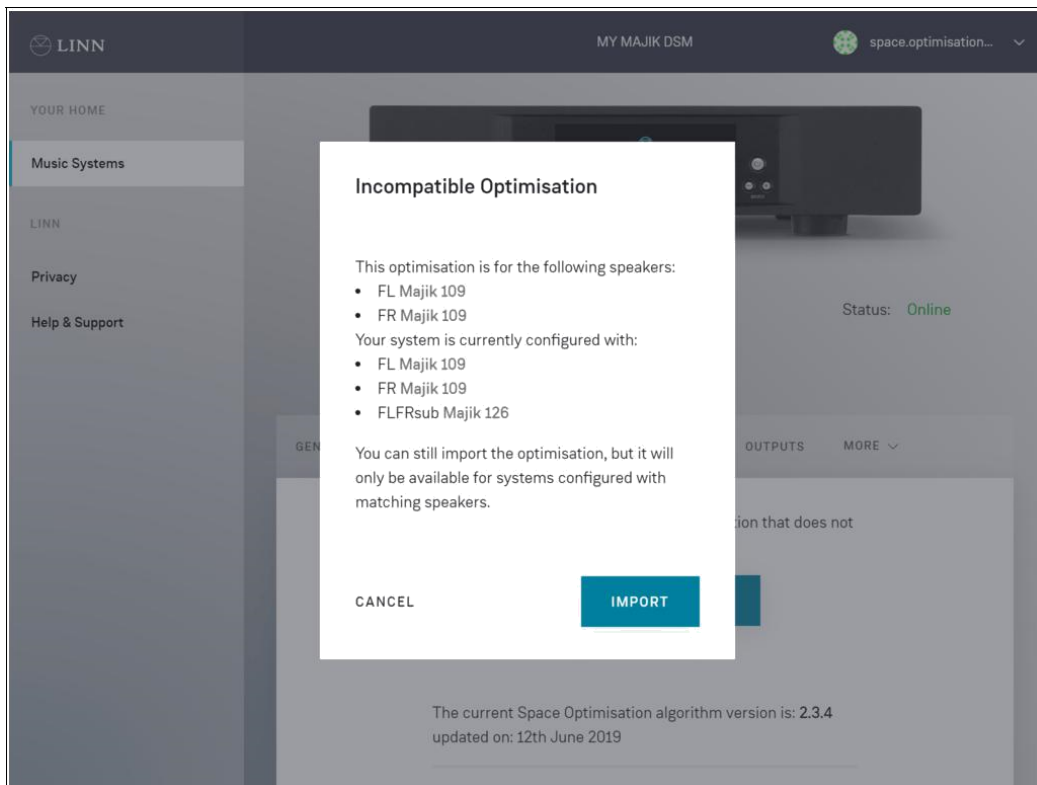 LINN
MY MAJIK DSM
space.optimisation...
YOUR HOME
Music Systems
LINN
Privacy
Help & Support
Status: Online
Incompatible Optimisation
This optimisation is for the following speakers:
• FL Majik 109
• FR Majik 109
Your system is currently configured with:
• FL Majik 109
• FR Majik 109
• FLFRsub Majik 126
You can still import the optimisation, but it will
only be available for systems configured with
matching speakers.
CANCEL
IMPORT
GEN
OUTPUTS
MORE
tion that does not
The current Space Optimisation algorithm version is: 2.3.4
updated on: 12th June 2019